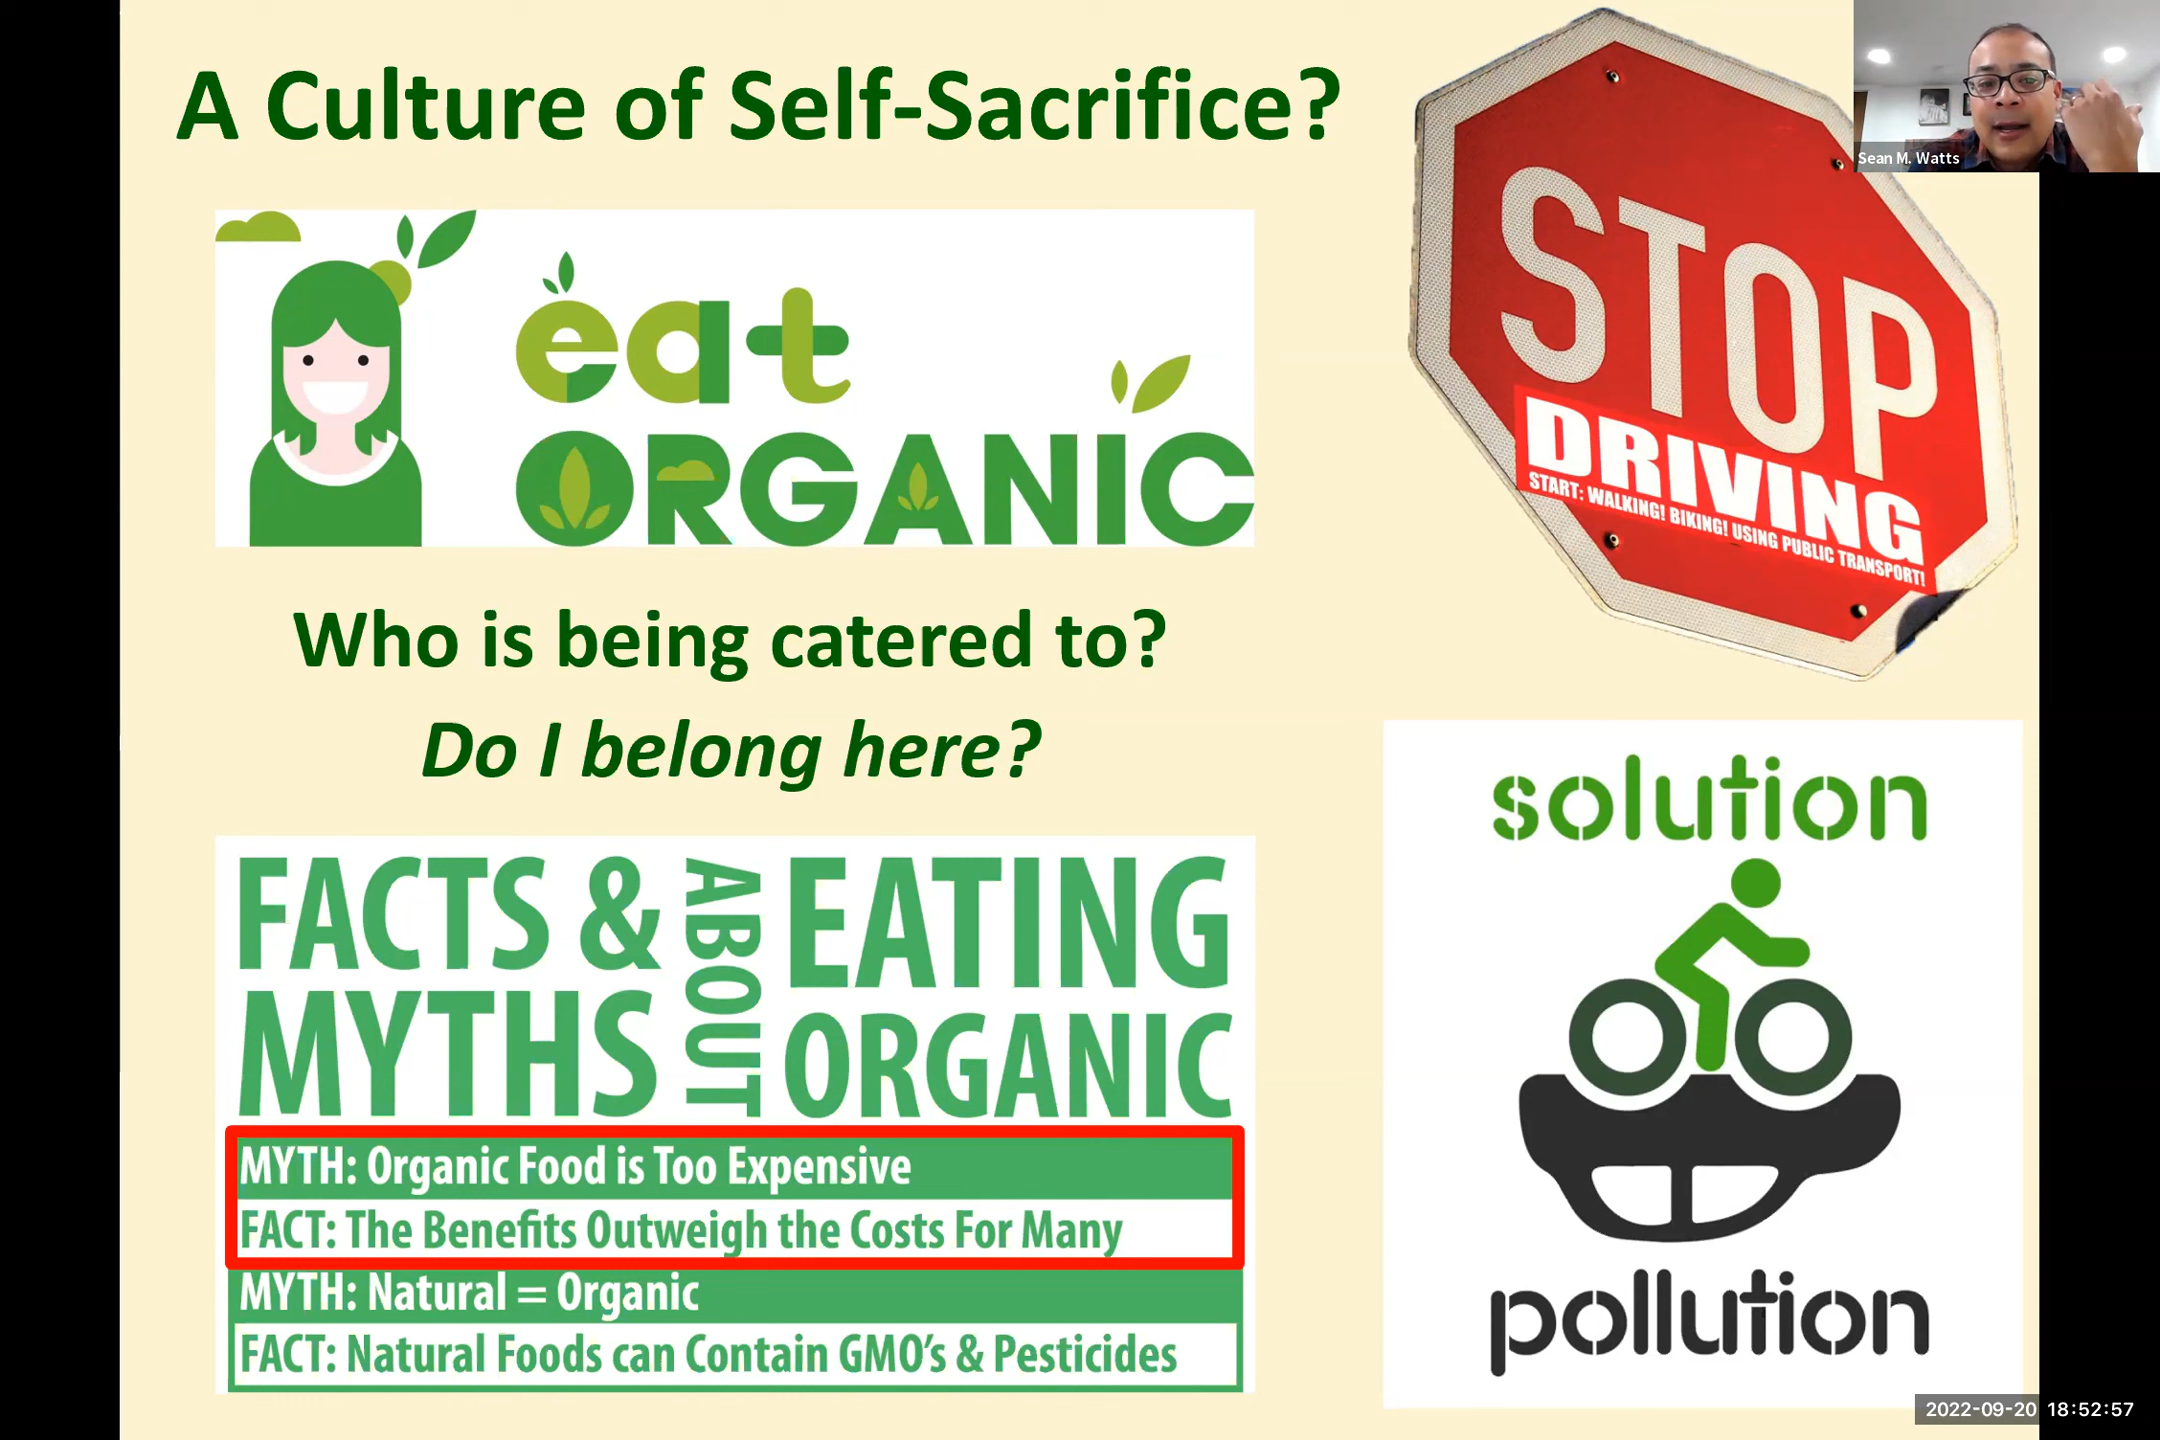 A Culture of Self-Sacrifice?
eat
ORGANIC
Who is being catered to?
Do I belong here?
FACTS &
MYTHS
ABOUT
EATING
ORGANIC
MYTH: Organic Food is Too Expensive
FACT: The Benefits Outweigh the Costs For Many
MYTH: Natural = Organic
FACT: Natural Foods can Contain GMO's & Pesticides
STOP
DRIVING
START: WALKING! BIKING! USING PUBLIC TRANSPORT!
Sean M. Watts
solution
pollution
2022-09-20 18:52:57